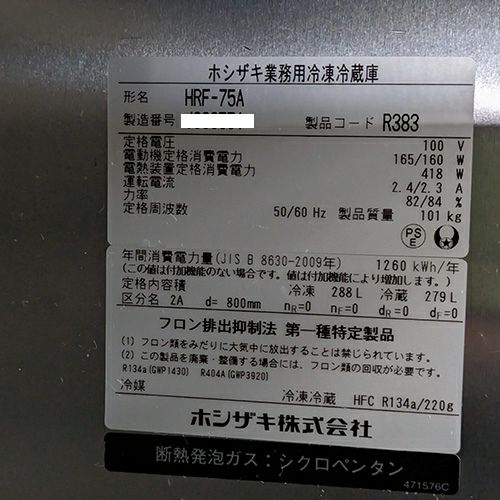 ホシザキ業務用冷凍冷蔵庫
形名 HRF-75A
製造番号 製品コード R383
定格電圧 100 V
電動機定格消費電力 165/160 W
電熱装置定格消費電力 418 W
運転電流 2.4/2.3 A
力率 82/84 %
定格周波数 50/60 Hz 製品質量 101 kg
PS E
年間消費電力量(JIS B 8630-2009年) 1260 kWh/年
(この値は付加機能のない場合です。値は付加機能により増加します。)
定格内容積 冷凍 288 L 冷蔵 279 L
区分名 2A d= 800mm nR=0 nF=0 dR=0 dF=0
フロン排出抑制法 第一種特定製品
(1) フロン類をみだりに大気中に放出することは禁じられています。
(2) この製品を廃棄・整備する場合には、フロン類の回収が必要です。
R134a(GWP1430) R404A(GWP3920)
冷媒 冷凍冷蔵 HFC R134a/220g
ホシザキ株式会社
断熱発泡ガス：シクロペンタン
471576C